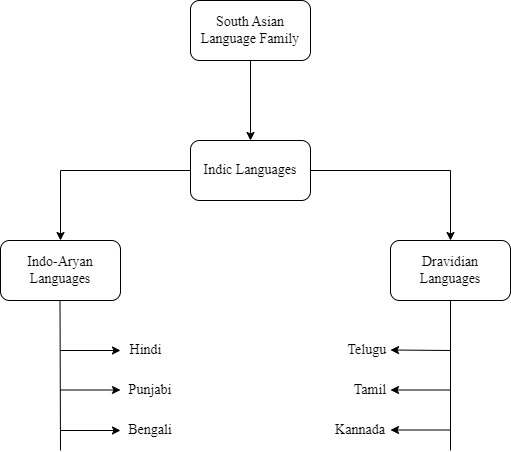 South Asian
Language Family
Indic Languages
Indo-Aryan
Languages
Dravidian
Languages
Hindi
Telugu
Punjabi
Tamil
Bengali
Kannada